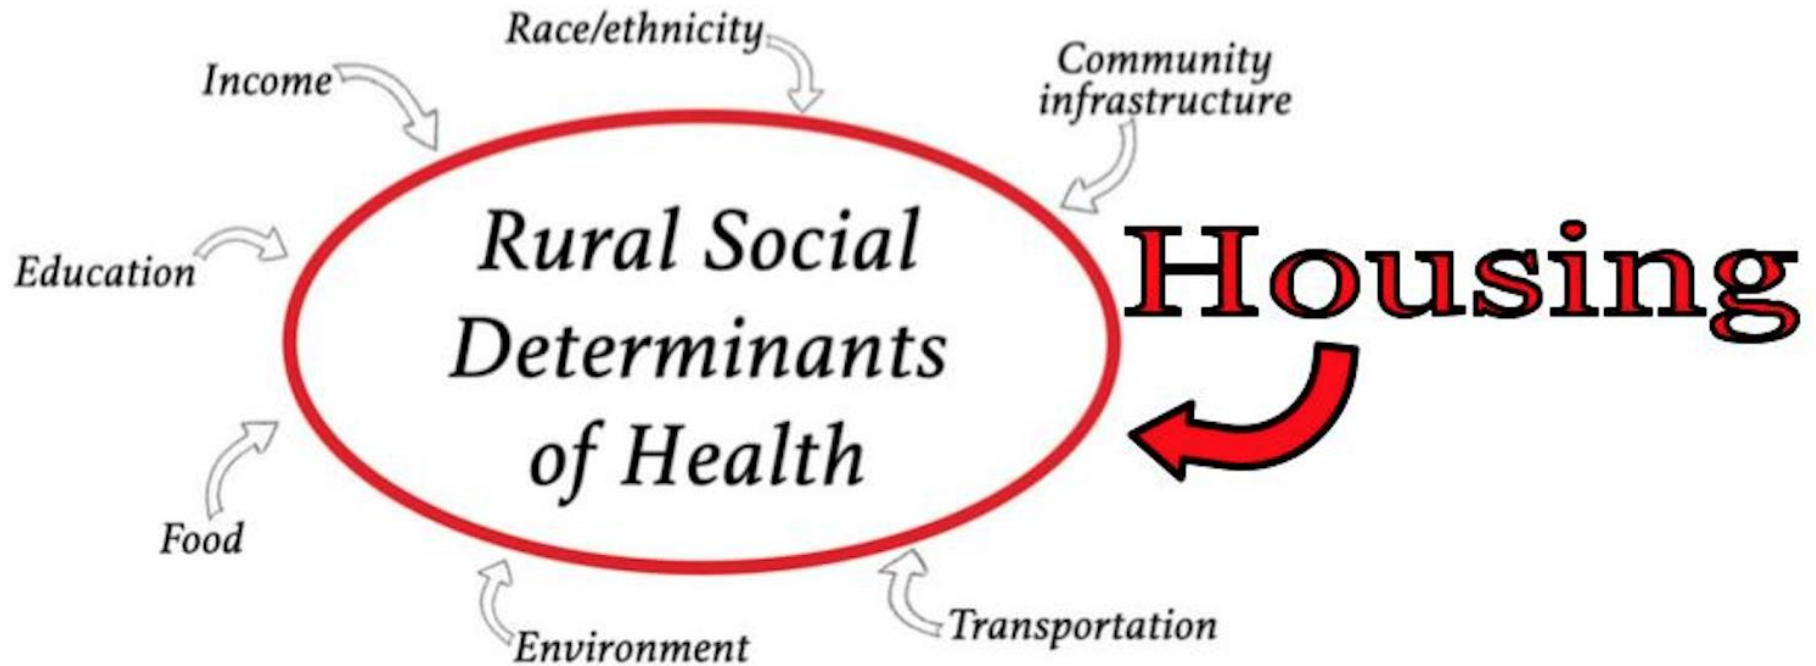 Race/ethnicity
Income
Community
infrastructure
Education
Rural Social
Determinants
of Health
Housing
Food
Environment
Transportation